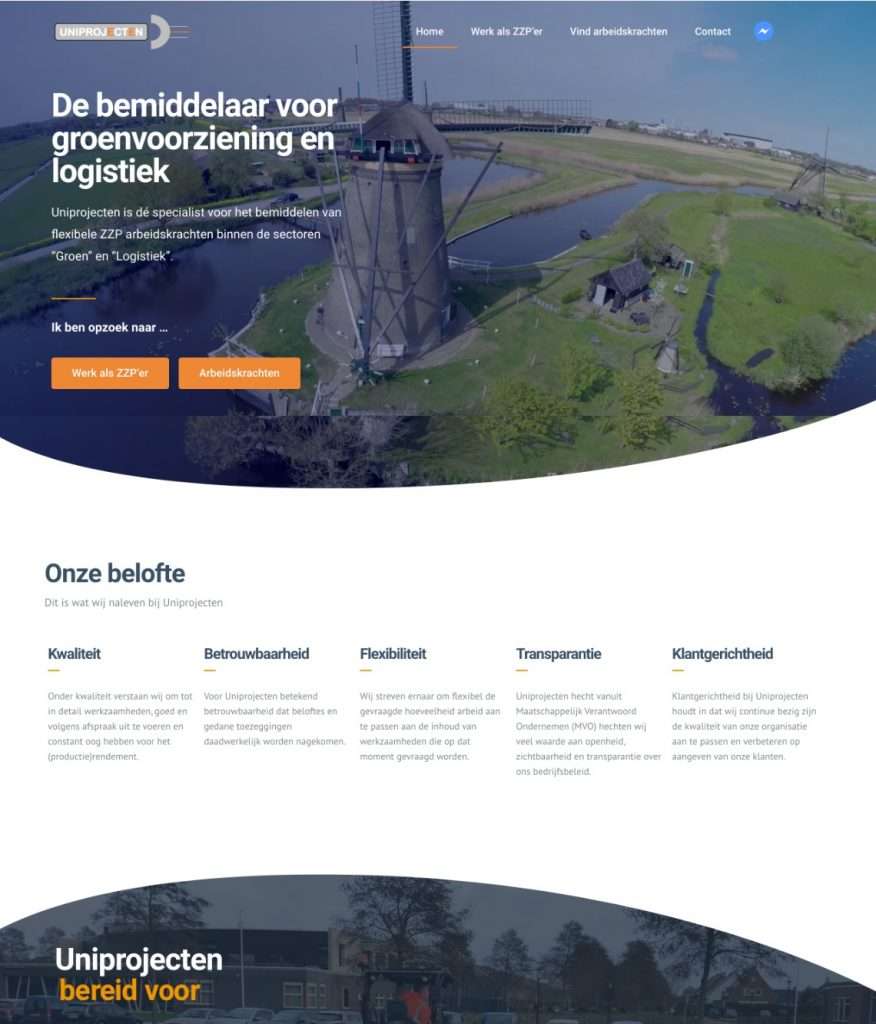 UNIPROJECTEN
Home Werk als ZZP'er Vind arbeidskrachten Contact
De bemiddelaar voor
groenvoorziening en
logistiek
Uniprojecten is dé specialist voor het bemiddelen van
flexibele ZZP arbeidskrachten binnen de sectoren
"Groen" en "Logistiek".
Ik ben opzoek naar ...
Werk als ZZP'er Arbeidskrachten
Onze belofte
Dit is wat wij naleven bij Uniprojecten
Kwaliteit
Onder kwaliteit verstaan wij om tot
in detail werkzaamheden, goed en
volgens afspraak uit te voeren en
constant oog hebben voor het
(productie)rendement.
Betrouwbaarheid
Voor Uniprojecten betekend
betrouwbaarheid dat beloftes en
gedane toezeggingen
daadwerkelijk worden nagekomen.
Flexibiliteit
Wij streven ernaar om flexibel de
gevraagde hoeveelheid arbeid aan
te passen aan de inhoud van
werkzaamheden die op dat
moment gevraagd worden.
Transparantie
Uniprojecten hecht vanuit
Maatschappelijk Verantwoord
Ondernemen (MVO) hechten wij
veel waarde aan openheid,
zichtbaarheid en transparantie over
ons bedrijfsbeleid.
Klantgerichtheid
Klantgerichtheid bij Uniprojecten
houdt in dat wij continue bezig zijn
de kwaliteit van onze organisatie
aan te passen en verbeteren op
aangeven van onze klanten.
Uniprojecten
bereid voor